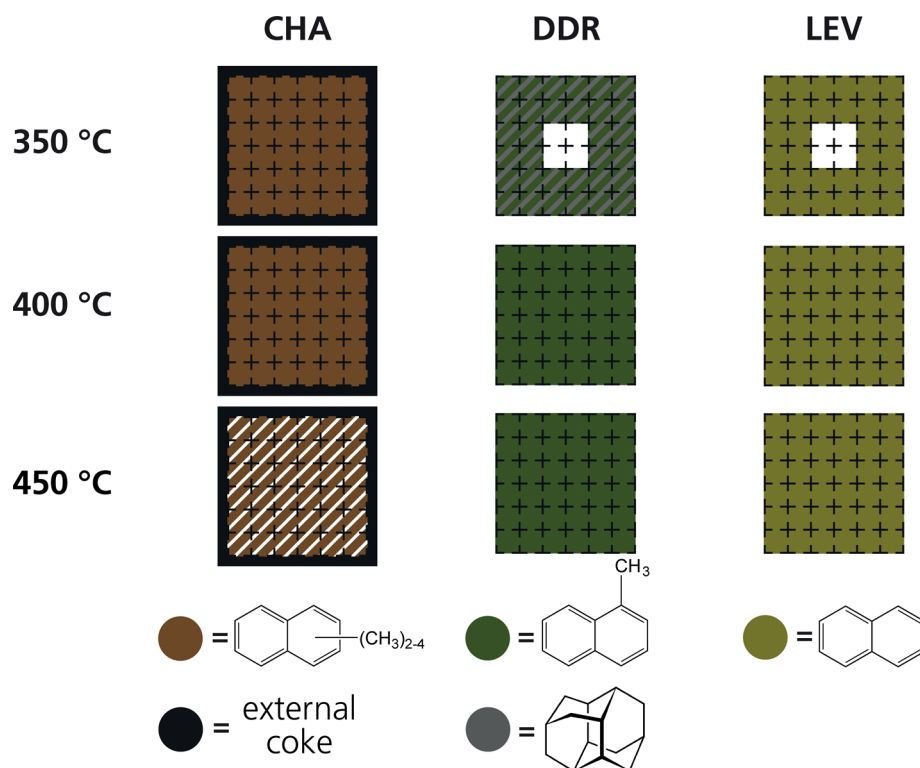 CHA DDR LEV
350 °C
400 °C
450 °C
CH₃
= (CH₃)₂₋₄ = =
= external coke =